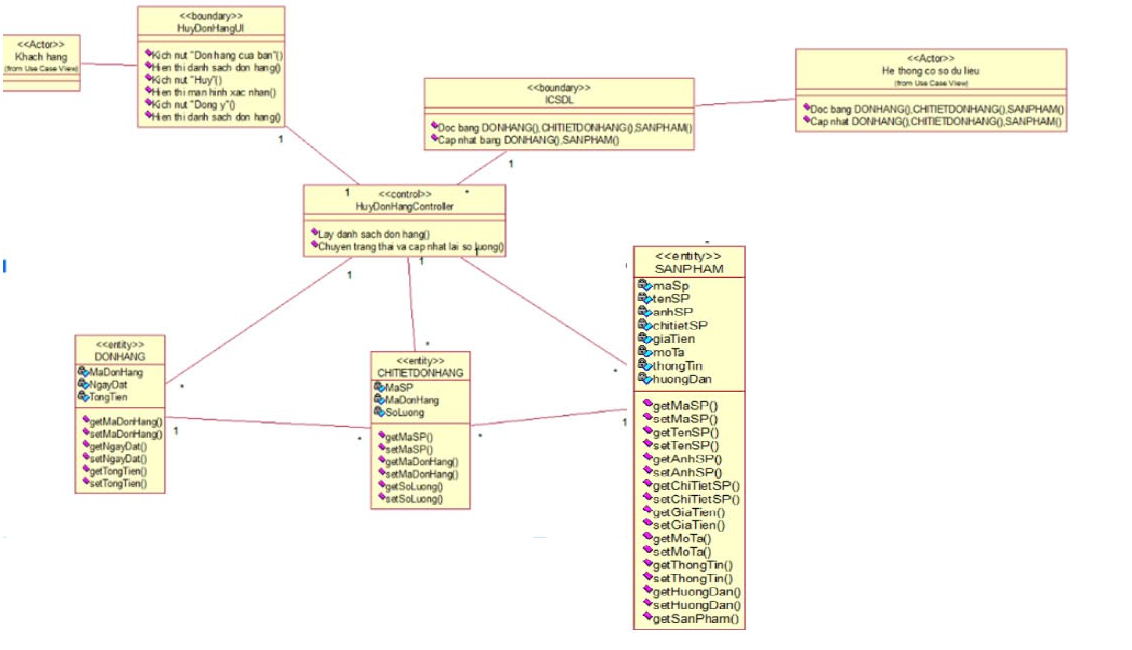 <<Actor>>
Khach hang
(from Use Case View)
<<boundary>>
HuyDonHangUI
Kich nut "Don hang cua ban"()
Hien thi danh sach don hang()
Kich nut "Huy"()
Hien thi man hinh xac nhan()
Kich nut "Dong y"()
Hien thi danh sach don hang()
<<boundary>>
ICSDL
Doc bang DONHANG(),CHITIETDONHANG(),SANPHAM()
Cap nhat bang DONHANG(),SANPHAM()
<<Actor>>
He thong co so du lieu
(from Use Case View)
Doc bang DONHANG(),CHITIETDONHANG(),SANPHAM()
Cap nhat DONHANG(),CHITIETDONHANG(),SANPHAM()
1
1
1
*
<<control>>
HuyDonHangController
Lay danh sach don hang()
Chuyen trang thai va cap nhat lai so luong()
1
1
1
*
*
*
*
<<entity>>
DONHANG
MaDonHang
NgayDat
TongTien
getMaDonHang()
setMaDonHang()
getNgayDat()
setNgayDat()
getTongTien()
setTongTien()
1
*
<<entity>>
CHITIETDONHANG
MaSP
MaDonHang
SoLuong
getMaSP()
setMaSP()
getMaDonHang()
setMaDonHang()
getSoLuong()
setSoLuong()
*
1
<<entity>>
SANPHAM
maSp
tenSP
anhSP
chitietSP
giaTien
moTa
thongTin
huongDan
getMaSP()
setMaSP()
getTenSP()
setTenSP()
getAnhSP()
setAnhSP()
getChiTietSP()
setChiTietSP()
getGiaTien()
setGiaTien()
getMoTa()
setMoTa()
getThongTin()
setThongTin()
getHuongDan()
setHuongDan()
getSanPham()